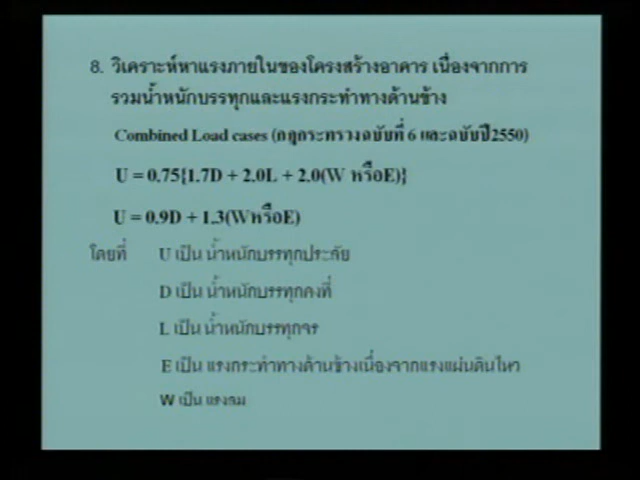 8. วิเคราะห์หาแรงภายในของโครงสร้างอาคาร เนื่องจากการ
รวมน้ำหนักบรรทุกและแรงกระทำทางด้านข้าง
Combined Load cases (กฎกระทรวงฉบับที่ 6 และฉบับปี2550)
U = 0.75{1.7D + 2.0L + 2.0(W หรือE)}
U = 0.9D + 1.3(WหรือE)
โดยที่ U เป็น น้ำหนักบรรทุกประลัย
D เป็น น้ำหนักบรรทุกคงที่
L เป็น น้ำหนักบรรทุกจร
E เป็น แรงกระทำทางด้านข้างเนื่องจากแรงแผ่นดินไหว
W เป็น แรงลม